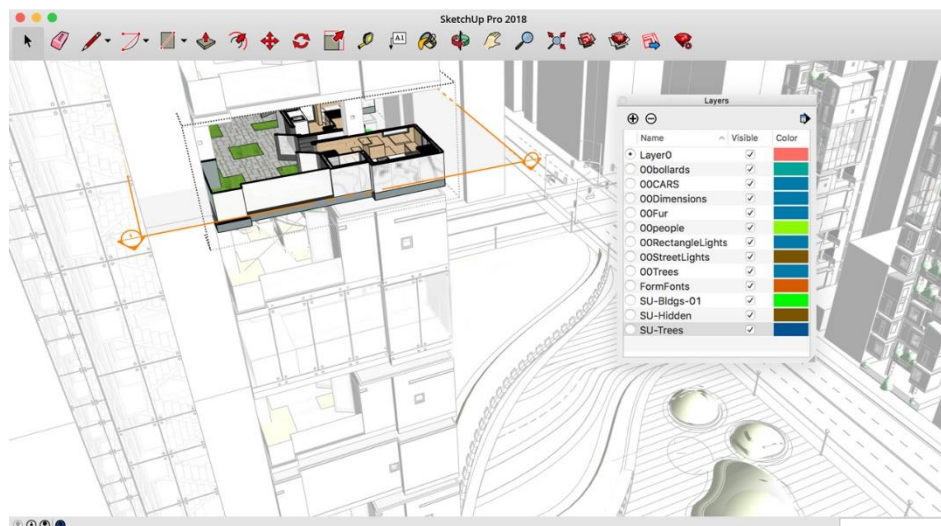 SketchUp Pro 2018
A1
Layers
Name Visible Color
Layer0
00bollards
00CARS
00Dimensions
00Fur
00people
00RectangleLights
00StreetLights
00Trees
FormFonts
SU-Bldgs-01
SU-Hidden
SU-Trees